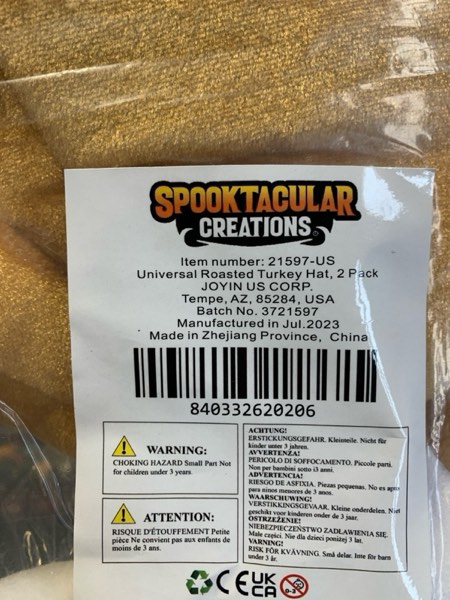 SPOOKTACULAR
CREATIONS
Item number: 21597-US
Universal Roasted Turkey Hat, 2 Pack
JOYIN US CORP.
Tempe, AZ, 85284, USA
Batch No. 3721597
Manufactured in Jul.2023
Made in Zhejiang Province, China
840332620206
WARNING:
CHOKING HAZARD Small Part Not
for children under 3 years.
ATTENTION:
RISQUE D'ÉTOUFFEMENT Petite
pièce Ne convient pas aux enfants de
moins de 3 ans.
ACHTUNG!
ERSTICKUNGSGEFAHR. Kleinteile. Nicht für
kinder unter 3 jahren.
AVVERTENZA!
PERICOLO DI SOFFOCAMENTO. Piccole parti.
Non per bambini sotto i3 anni.
ADVERTENCIA!
RIESGO DE ASFIXIA. Piezas pequenas. No es apto
para ninos menores de 3 anos.
WAARSCHUWING!
VERSTIKKINGSGEVAAR. Kleine onderdelen. Niet
geschikt voor kinderen onder de 3 jaar.
OSTRZEŻENIE!
NIEBEZPIECZEŃSTWO ZADŁAWIENIA SIĘ.
Małe części. Nie dla dzieci poniżej 3 lat.
VARNING!
RISK FÖR KVÄVNING. Små delar. Inte för barn
under 3 år.
CE UK
CA 0-3